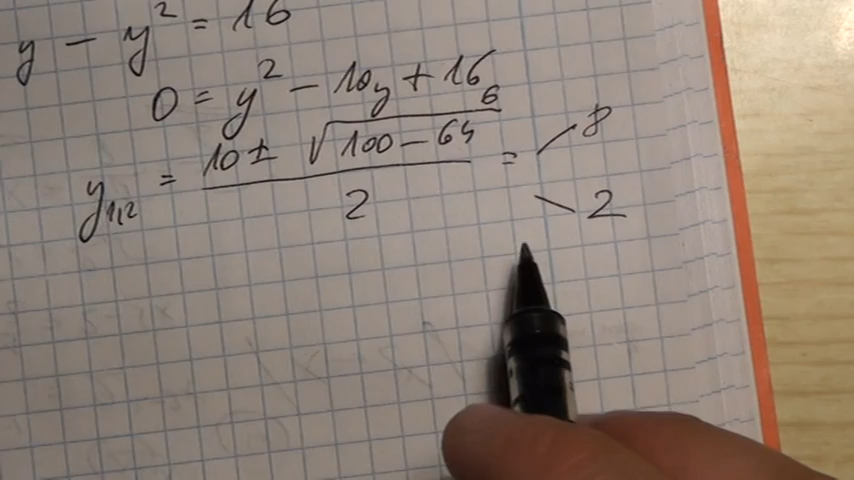 y - y² = 16
0 = y² - 10y + 16
y₁,₂ = (10 ± √(100 - 64)) / 2 = 8
6
2